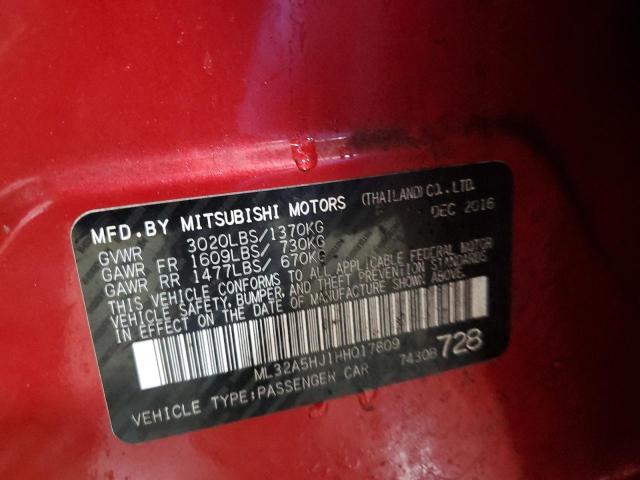 MFD.BY MITSUBISHI MOTORS (THAILAND) CO.,LTD.
GVWR 3020LBS/1370KG DEC 2016
GAWR FR 1609LBS/ 730KG
GAWR RR 1477LBS/ 670KG
THIS VEHICLE CONFORMS TO ALL APPLICABLE FEDERAL MOTOR
VEHICLE SAFETY,BUMPER,AND THEFT PREVENTION STANDARDS
IN EFFECT ON THE DATE OF MANUFACTURE SHOWN ABOVE
ML32A5HJ1HH017809 7430B 728
VEHICLE TYPE:PASSENGER CAR